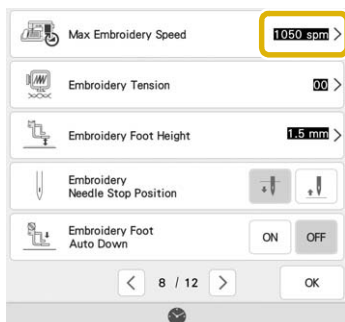 Max Embroidery Speed 1050 spm >
Embroidery Tension 00 >
Embroidery Foot Height 1.5 mm >
Embroidery
Needle Stop Position
Embroidery Foot
Auto Down ON OFF
< 8 / 12 > OK